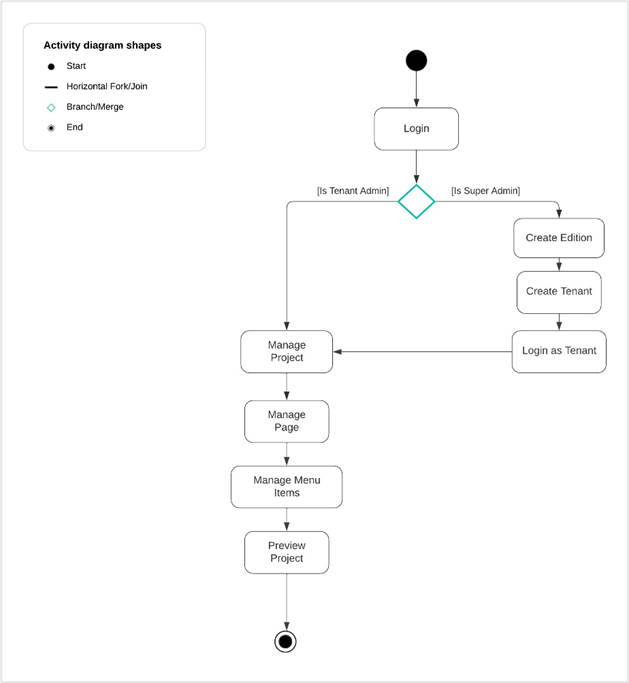 Activity diagram shapes
Start
Horizontal Fork/Join
Branch/Merge
End
Login
[Is Tenant Admin]
[Is Super Admin]
Create Edition
Create Tenant
Login as Tenant
Manage
Project
Manage
Page
Manage Menu
Items
Preview
Project